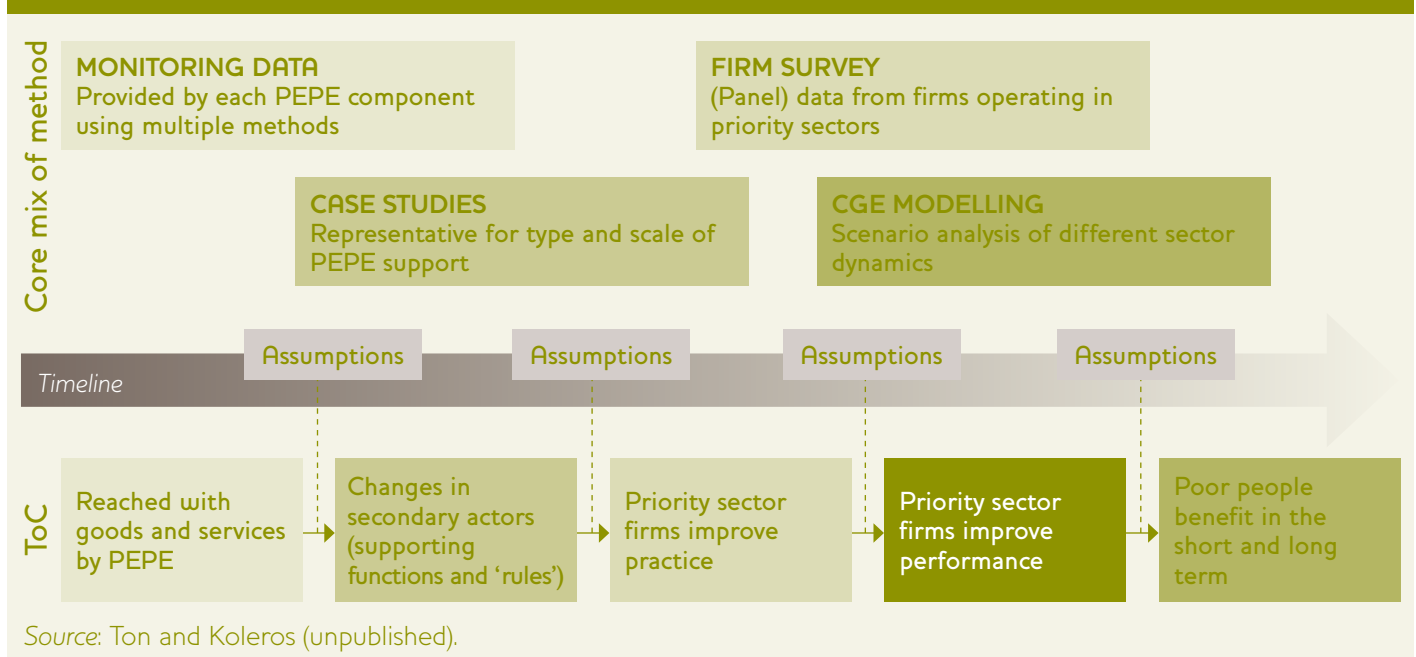 Core mix of method
MONITORING DATA
Provided by each PEPE component
using multiple methods
FIRM SURVEY
(Panel) data from firms operating in
priority sectors
CASE STUDIES
Representative for type and scale of
PEPE support
CGE MODELLING
Scenario analysis of different sector
dynamics
Assumptions
Assumptions
Assumptions
Assumptions
Timeline
ToC
Reached with
goods and services
by PEPE
Changes in
secondary actors
(supporting
functions and ‘rules’)
Priority sector
firms improve
practice
Priority sector
firms improve
performance
Poor people
benefit in the
short and long
term
Source: Ton and Koleros (unpublished).